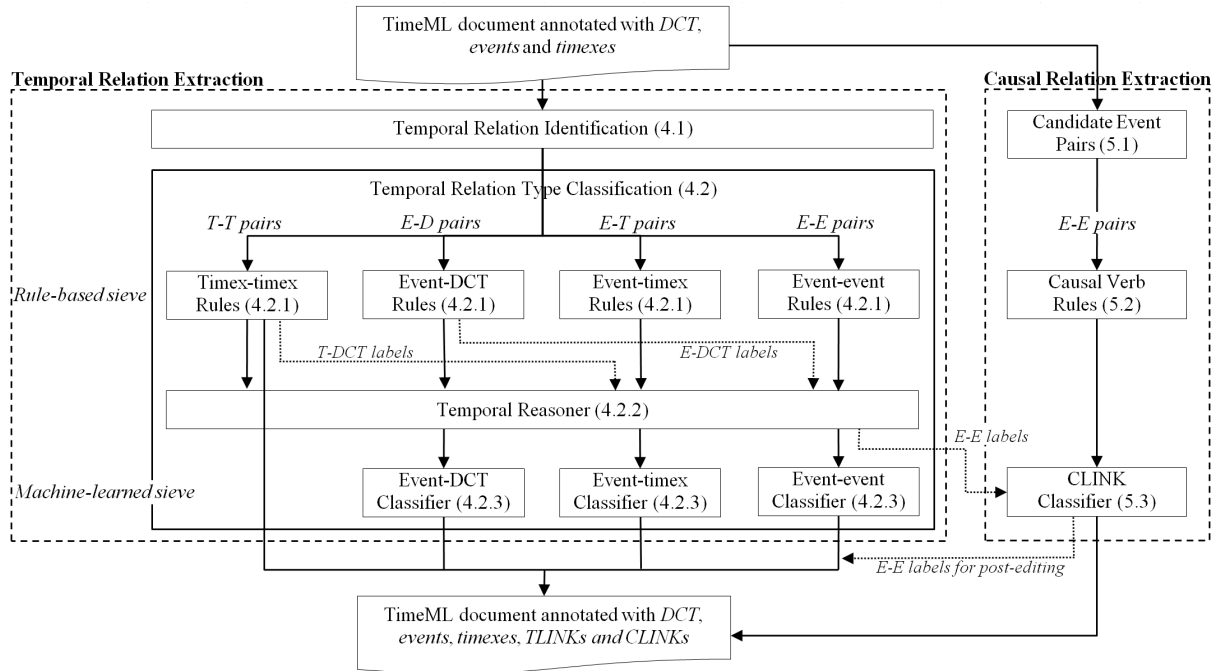 TimeML document annotated with DCT,
events and timexes
Temporal Relation Extraction
Causal Relation Extraction
Temporal Relation Identification (4.1)
Candidate Event
Pairs (5.1)
Temporal Relation Type Classification (4.2)
T-T pairs
E-D pairs
E-T pairs
E-E pairs
E-E pairs
Rule-based sieve
Timex-timex
Rules (4.2.1)
Event-DCT
Rules (4.2.1)
Event-timex
Rules (4.2.1)
Event-event
Rules (4.2.1)
Causal Verb
Rules (5.2)
T-DCT labels
E-DCT labels
Temporal Reasoner (4.2.2)
E-E labels
Machine-learned sieve
Event-DCT
Classifier (4.2.3)
Event-timex
Classifier (4.2.3)
Event-event
Classifier (4.2.3)
CLINK
Classifier (5.3)
E-E labels for post-editing
TimeML document annotated with DCT,
events, timexes, TLINKs and CLINKs